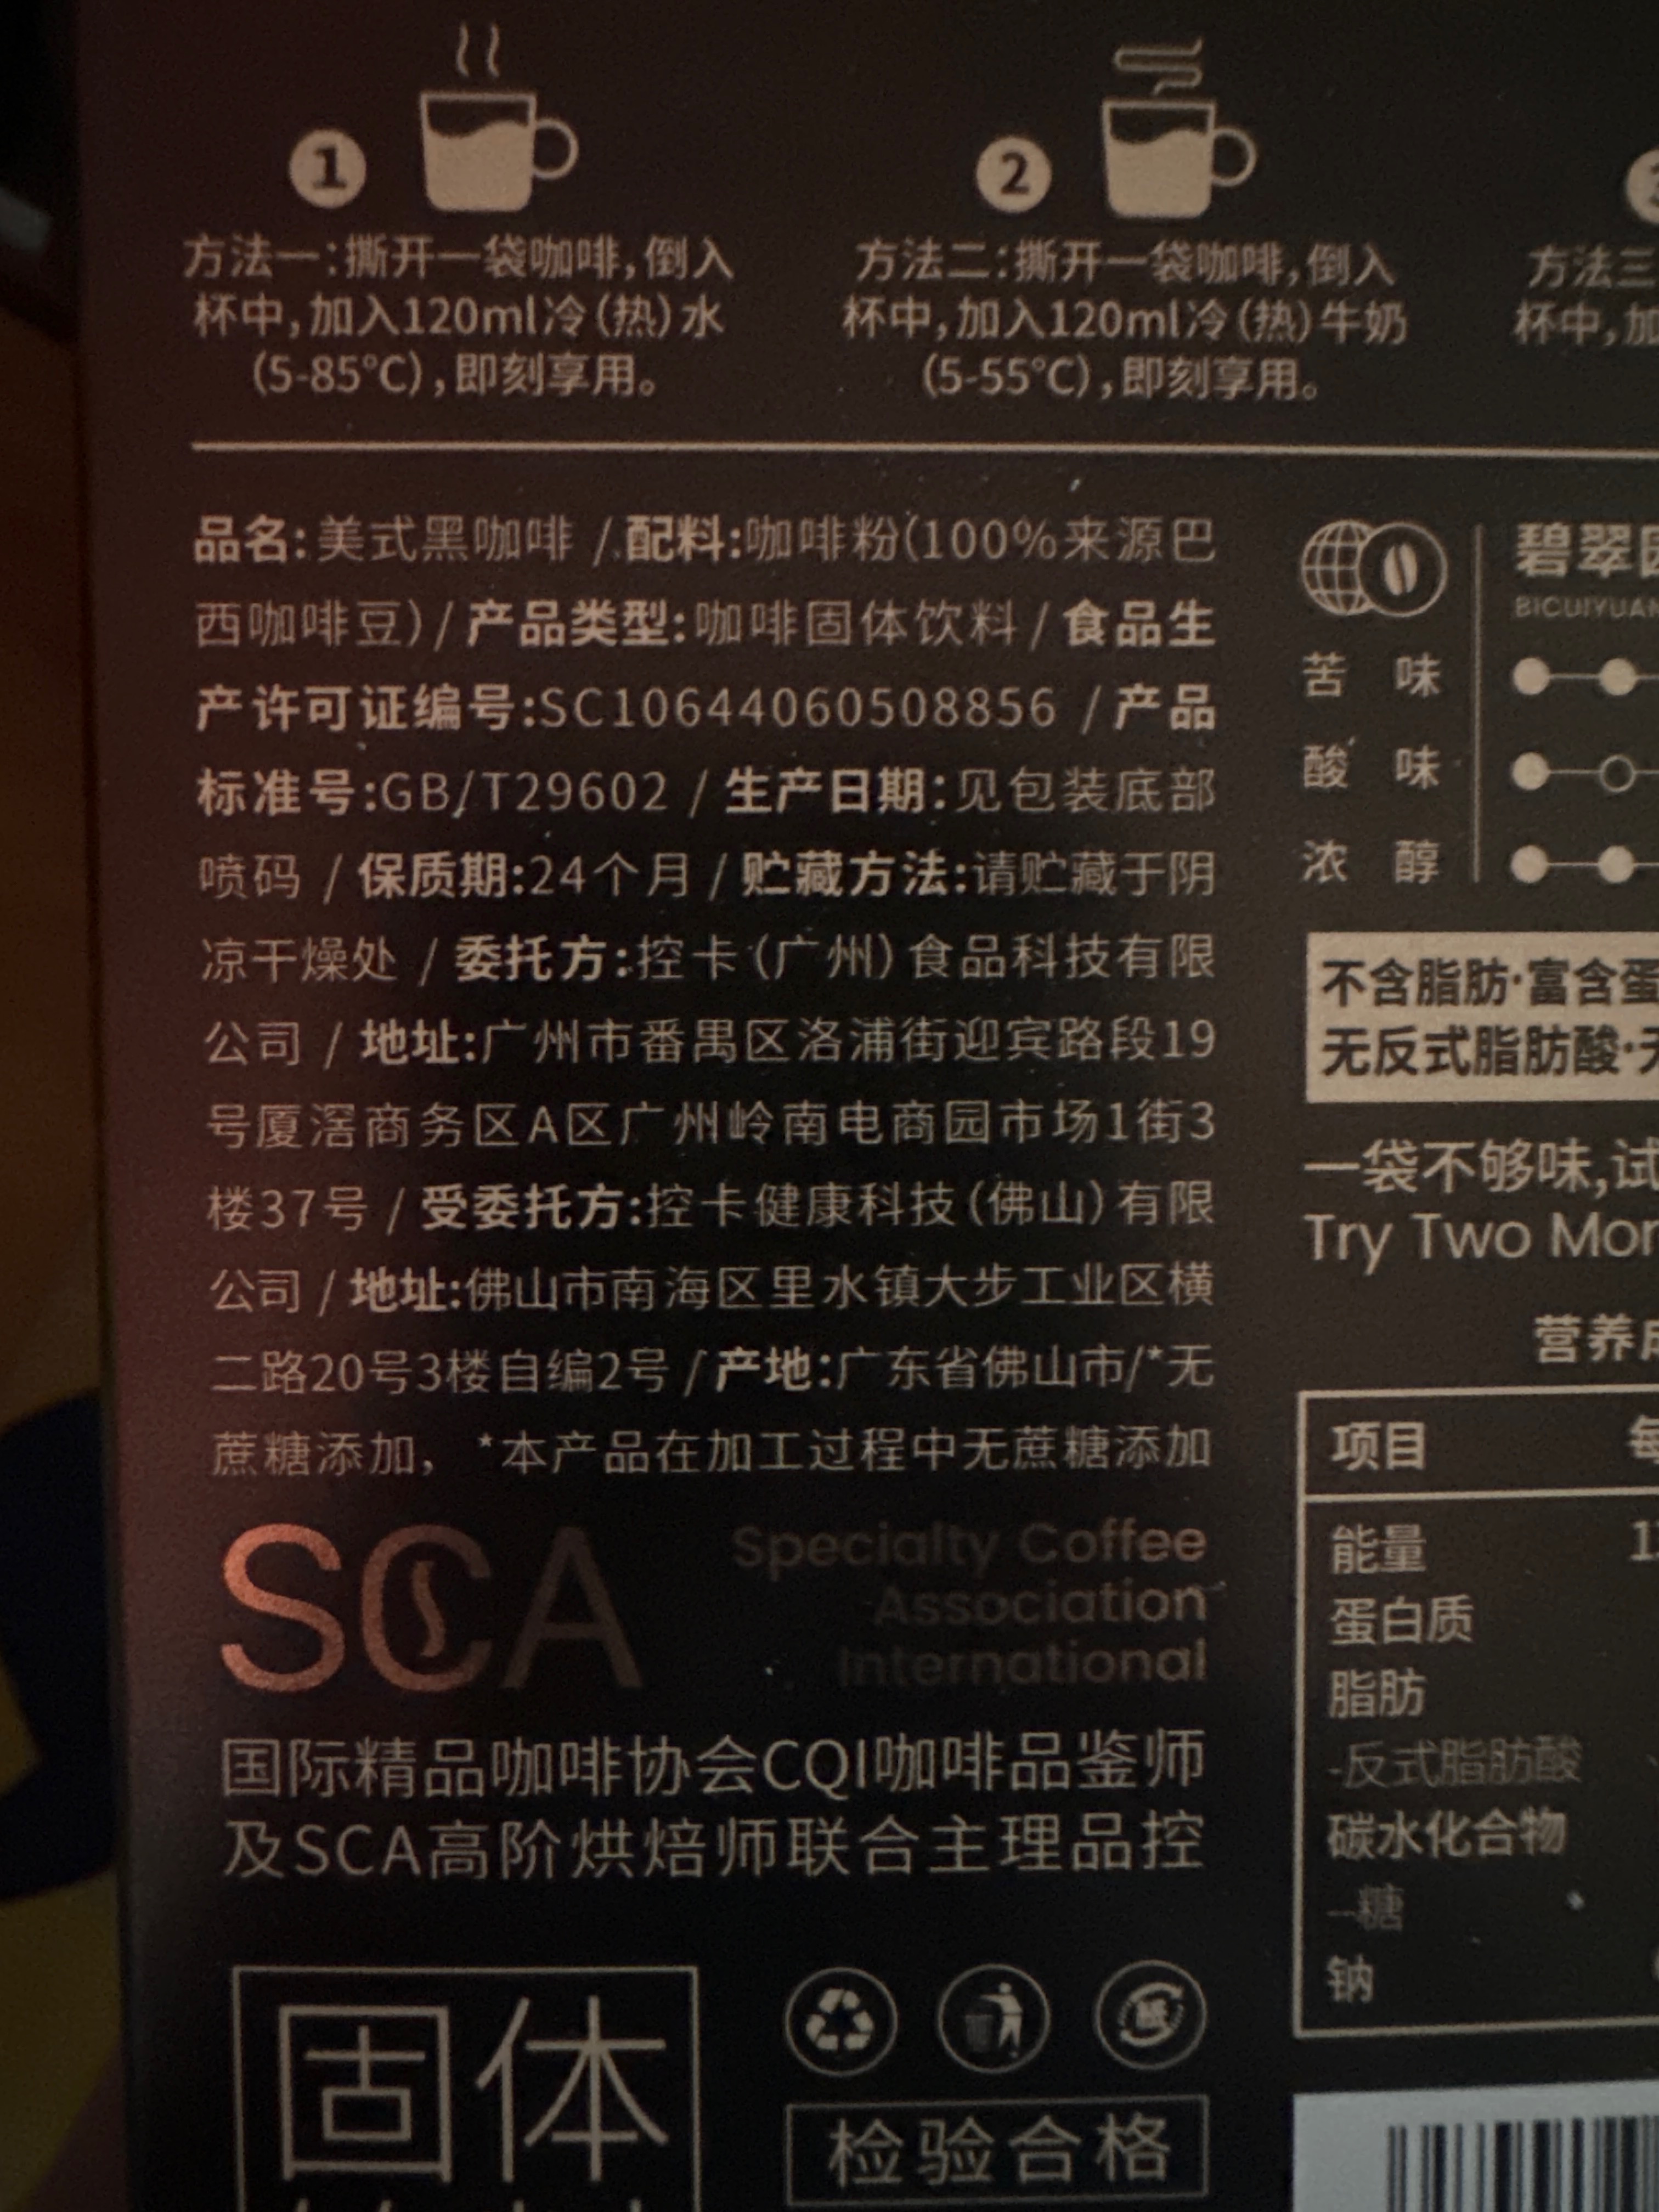 1
2
方法一:撕开一袋咖啡,倒入
杯中,加入120ml冷(热)水
(5-85℃),即刻享用。
方法二:撕开一袋咖啡,倒入
杯中,加入120ml冷(热)牛奶
(5-55℃),即刻享用。
方法三
杯中,加
品名:美式黑咖啡 / 配料:咖啡粉(100%来源巴
西咖啡豆) / 产品类型:咖啡固体饮料 / 食品生
产许可证编号:SC10644060508856 / 产品
标准号:GB/T29602 / 生产日期:见包装底部
喷码 / 保质期:24个月 / 贮藏方法:请贮藏于阴
凉干燥处 / 委托方:控卡(广州)食品科技有限
公司 / 地址:广州市番禺区洛浦街迎宾路段19
号厦滘商务区A区广州岭南电商园市场1街3
楼37号 / 受委托方:控卡健康科技(佛山)有限
公司 / 地址:佛山市南海区里水镇大步工业区横
二路20号3楼自编2号 / 产地:广东省佛山市/*无
蔗糖添加, *本产品在加工过程中无蔗糖添加
SCA
Specialty Coffee
Association
International
国际精品咖啡协会CQI咖啡品鉴师
及SCA高阶烘焙师联合主理品控
固体
检验合格
碧翠
BICUIYUAN
苦味
酸味
浓醇
不含脂肪·富含蛋
无反式脂肪酸·
一袋不够味,试
Try Two Mor
营养成
项目 每
能量
蛋白质
脂肪
-反式脂肪酸
碳水化合物
--糖
钠